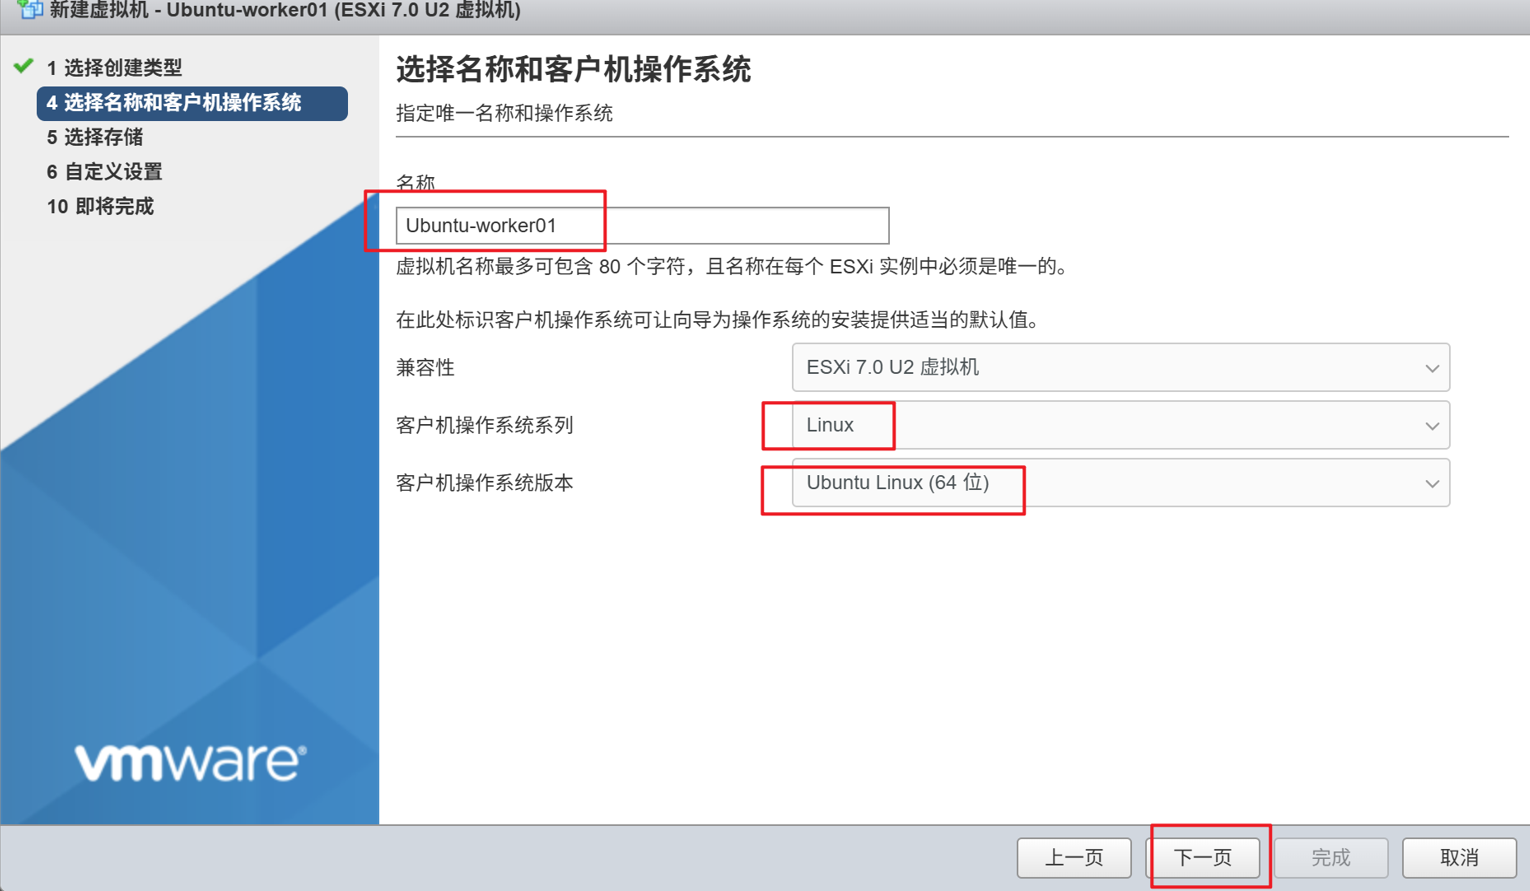 新建虚拟机 - Ubuntu-worker01 (ESXi 7.0 U2 虚拟机)
1 选择创建类型
4 选择名称和客户机操作系统
5 选择存储
6 自定义设置
10 即将完成
vmware®
选择名称和客户机操作系统
指定唯一名称和操作系统
名称
Ubuntu-worker01
虚拟机名称最多可包含 80 个字符，且名称在每个 ESXi 实例中必须是唯一的。
在此处标识客户机操作系统可让向导为操作系统的安装提供适当的默认值。
兼容性 ESXi 7.0 U2 虚拟机
客户机操作系统系列 Linux
客户机操作系统版本 Ubuntu Linux (64 位)
上一页 下一页 完成 取消